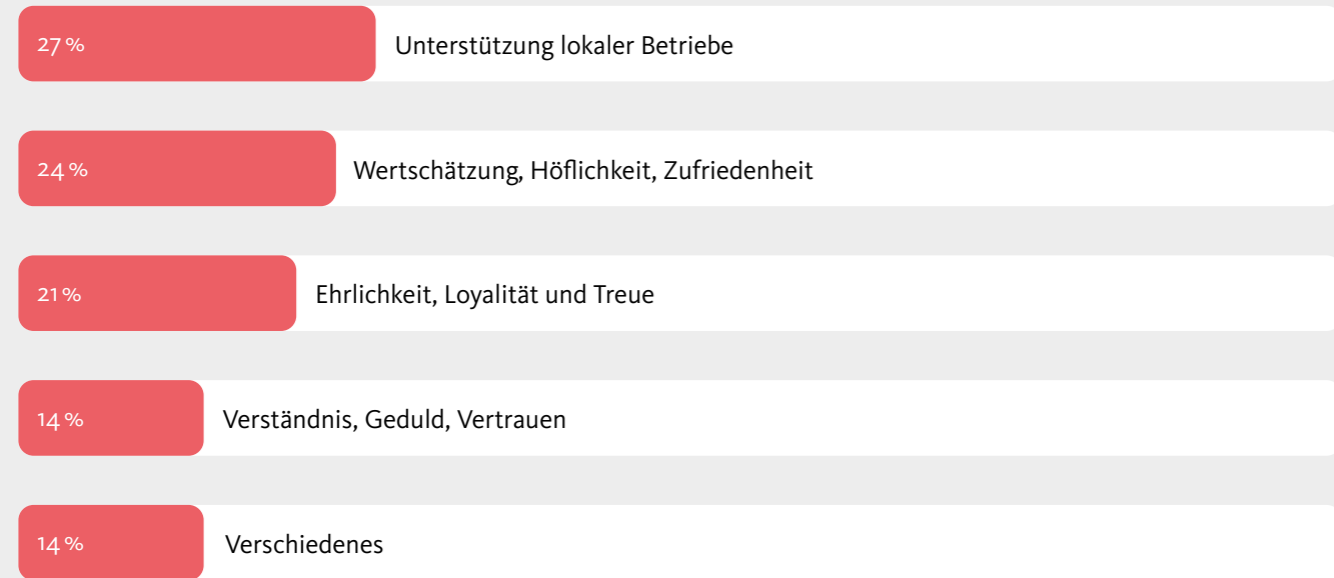 27 % Unterstützung lokaler Betriebe
24 % Wertschätzung, Höflichkeit, Zufriedenheit
21 % Ehrlichkeit, Loyalität und Treue
14 % Verständnis, Geduld, Vertrauen
14 % Verschiedenes